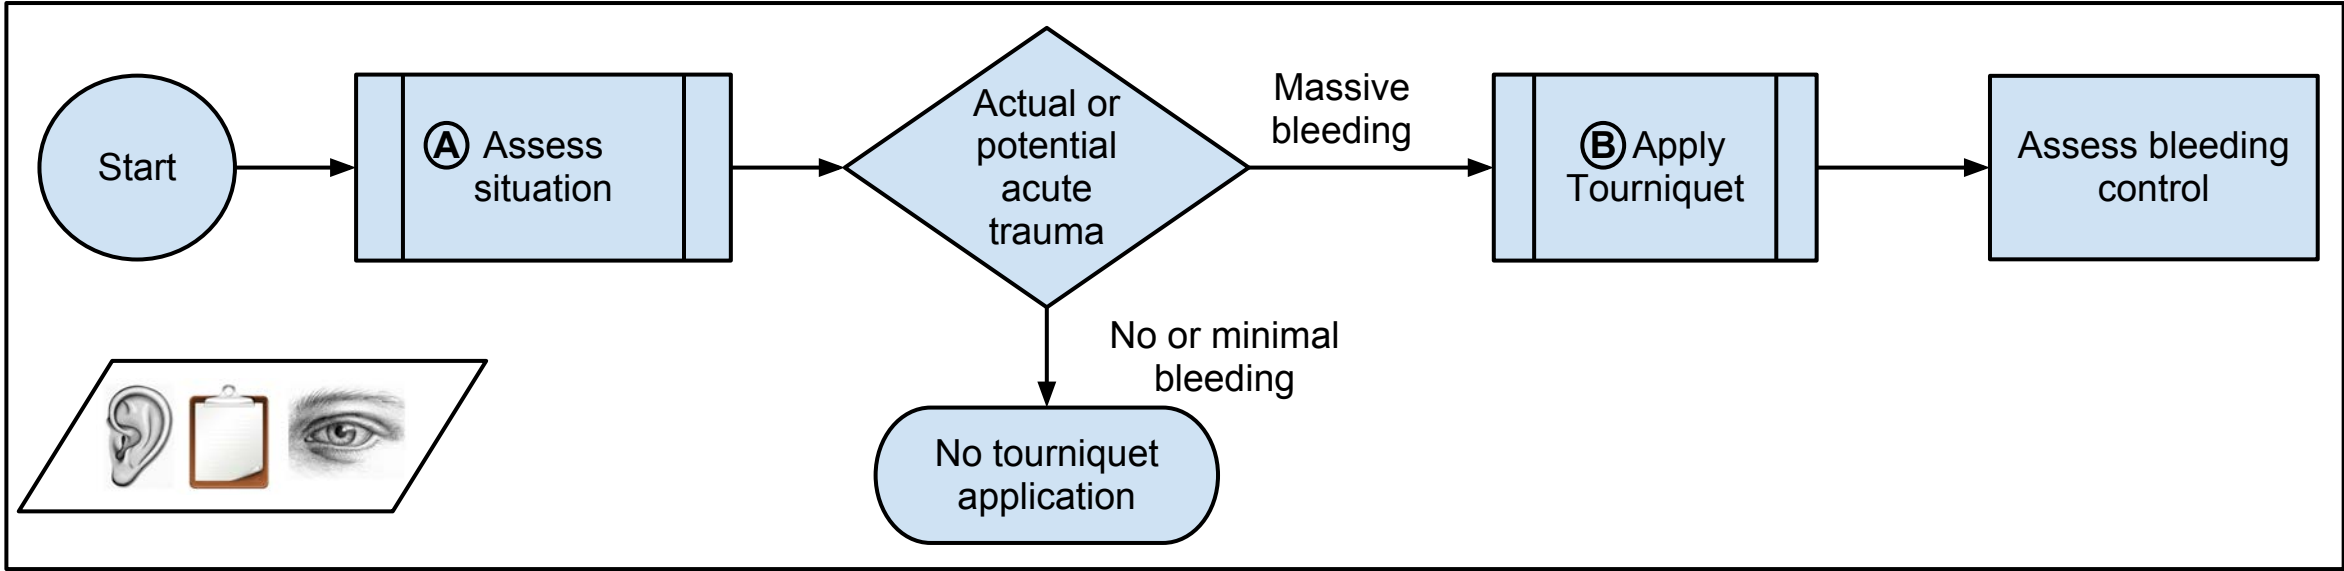 Start
Ⓐ Assess
situation
Actual or
potential
acute
trauma
Massive
bleeding
Ⓑ Apply
Tourniquet
Assess bleeding
control
No or minimal
bleeding
No tourniquet
application